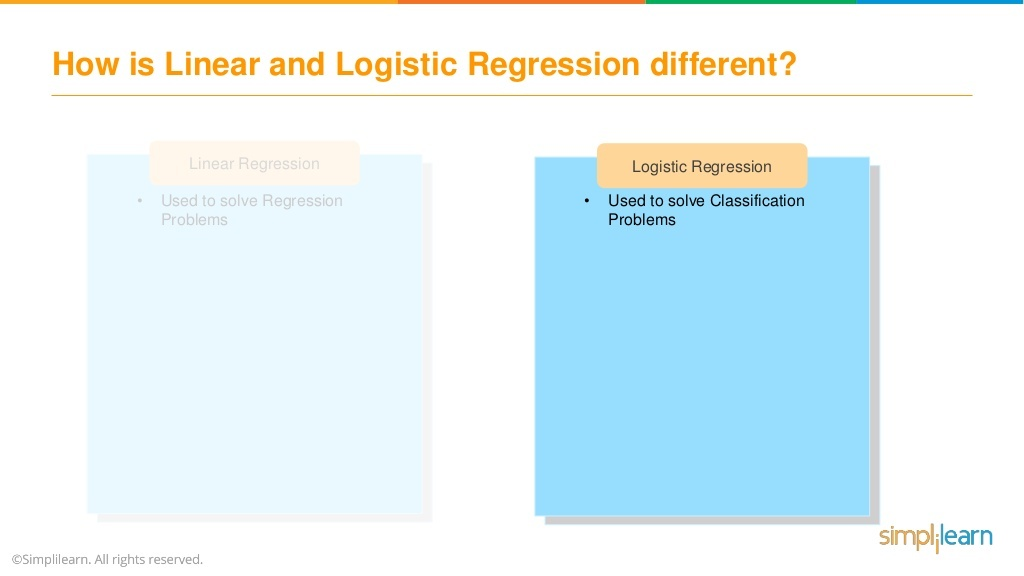 How is Linear and Logistic Regression different?
Linear Regression
• Used to solve Regression
Problems
Logistic Regression
• Used to solve Classification
Problems
simplilearn
©Simplilearn. All rights reserved.